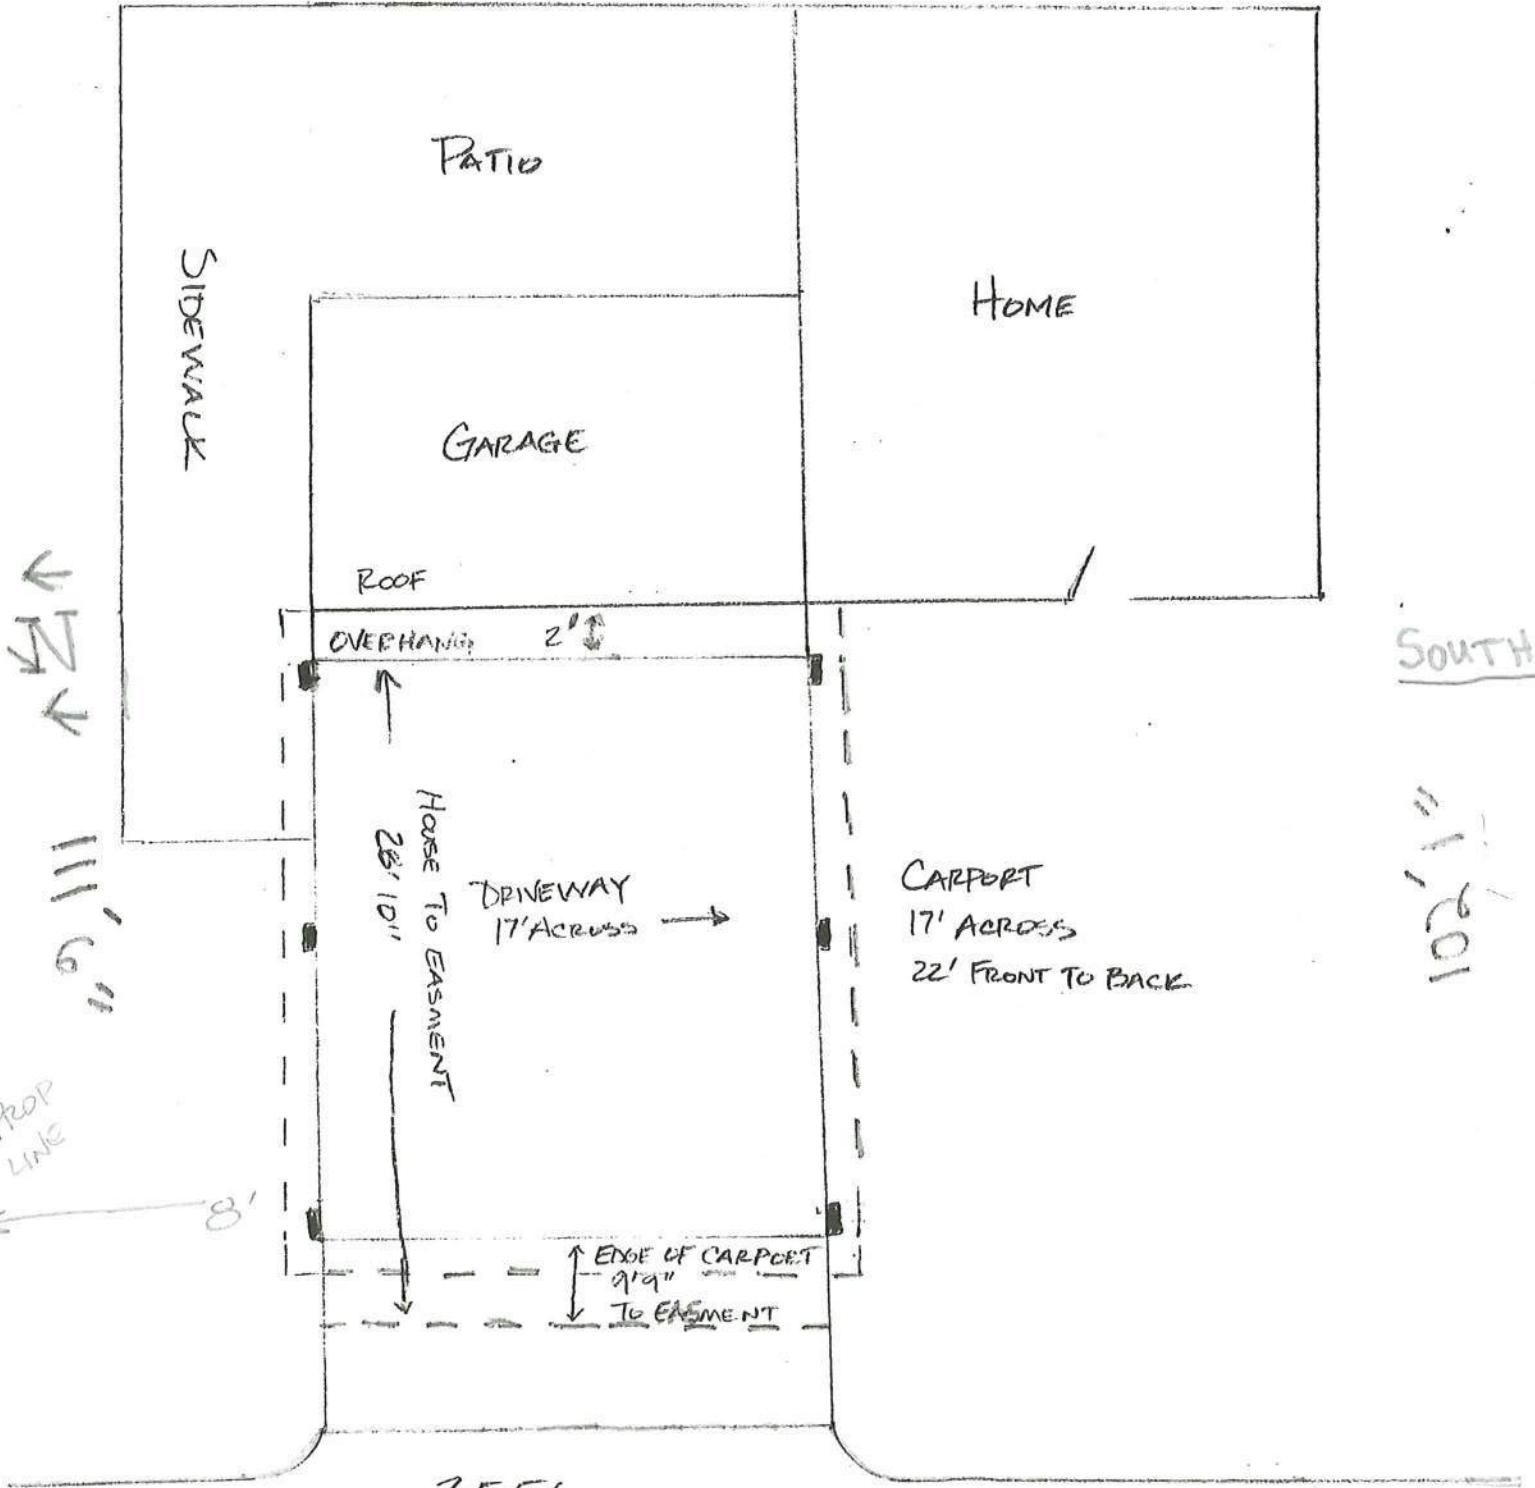 PATIO
SIDEWALK
HOME
GARAGE
ROOF
OVERHANG 2'
N
SOUTH
111' 6"
102' 1"
HOUSE TO EASMENT
28' 10"
DRIVEWAY
17' ACROSS
CARPORT
17' ACROSS
22' FRONT TO BACK
LINE
8'
EDGE OF CARPORT
9'9"
TO EASMENT